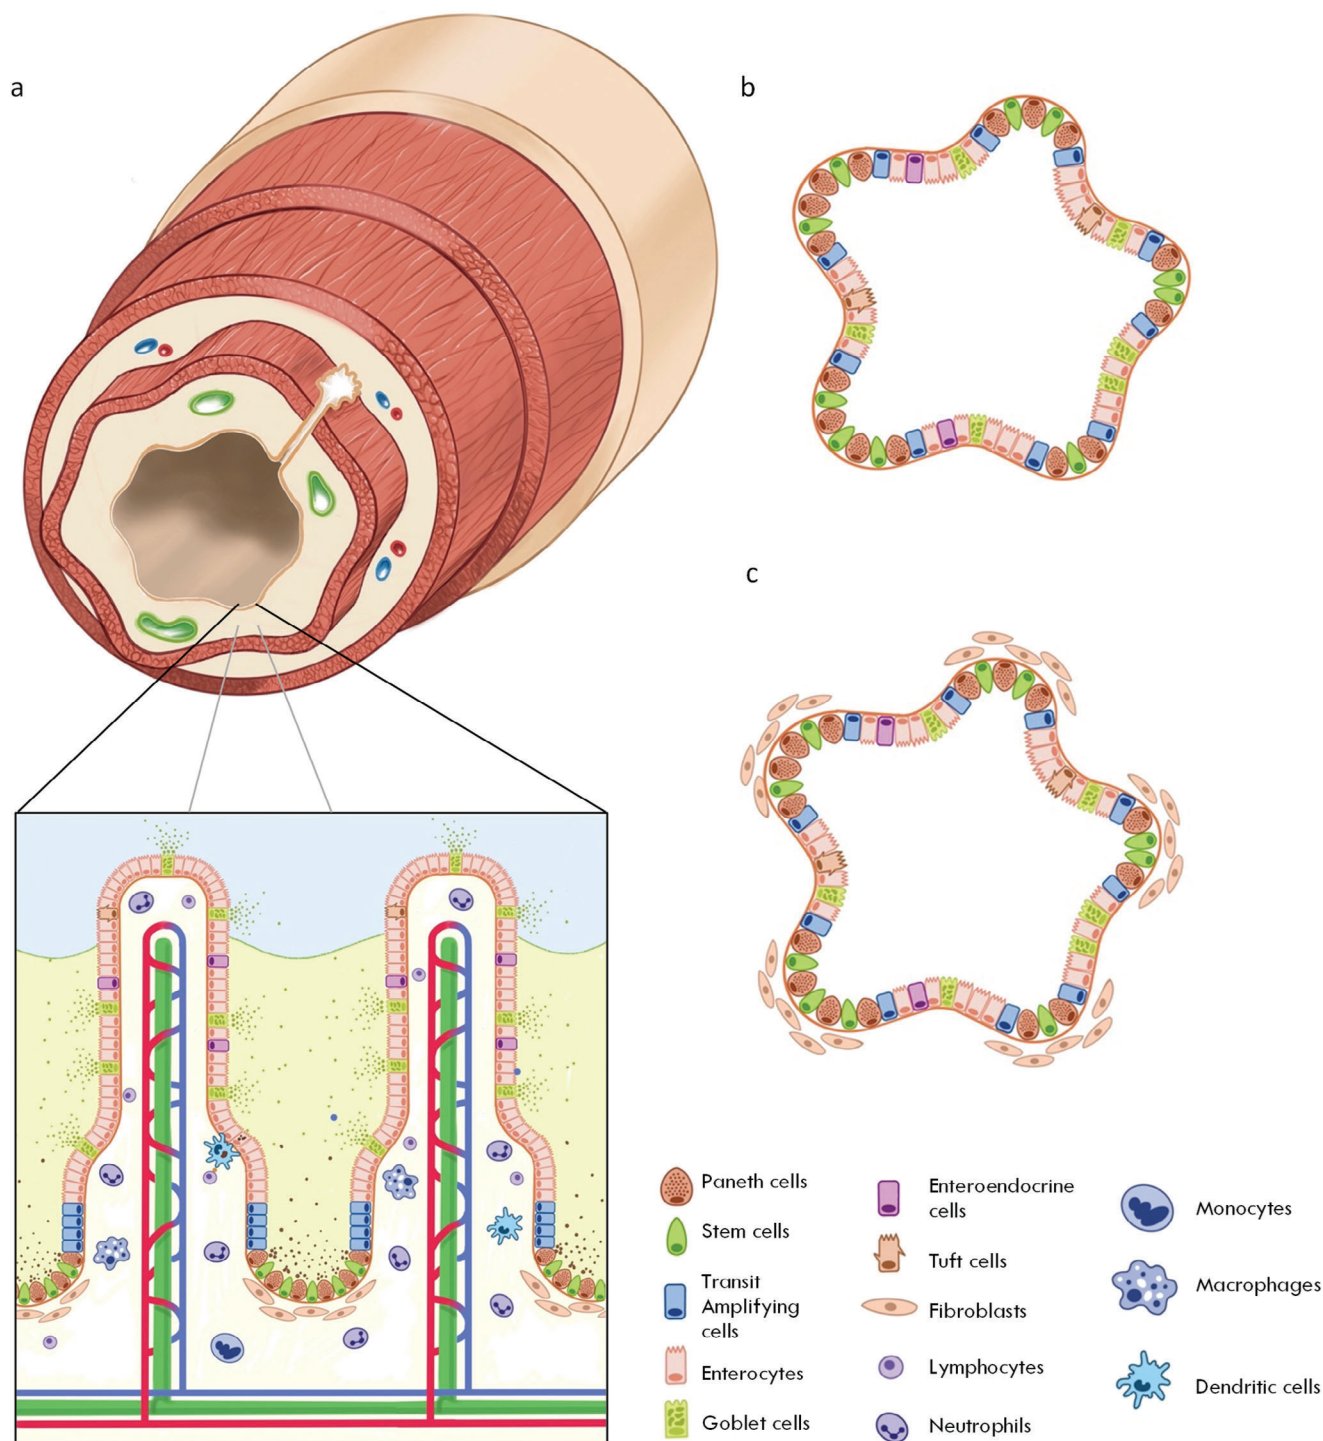 a
b
c
Paneth cells
Stem cells
Transit
Amplifying
cells
Enterocytes
Goblet cells
Enteroendocrine
cells
Tuft cells
Fibroblasts
Lymphocytes
Neutrophils
Monocytes
Macrophages
Dendritic cells